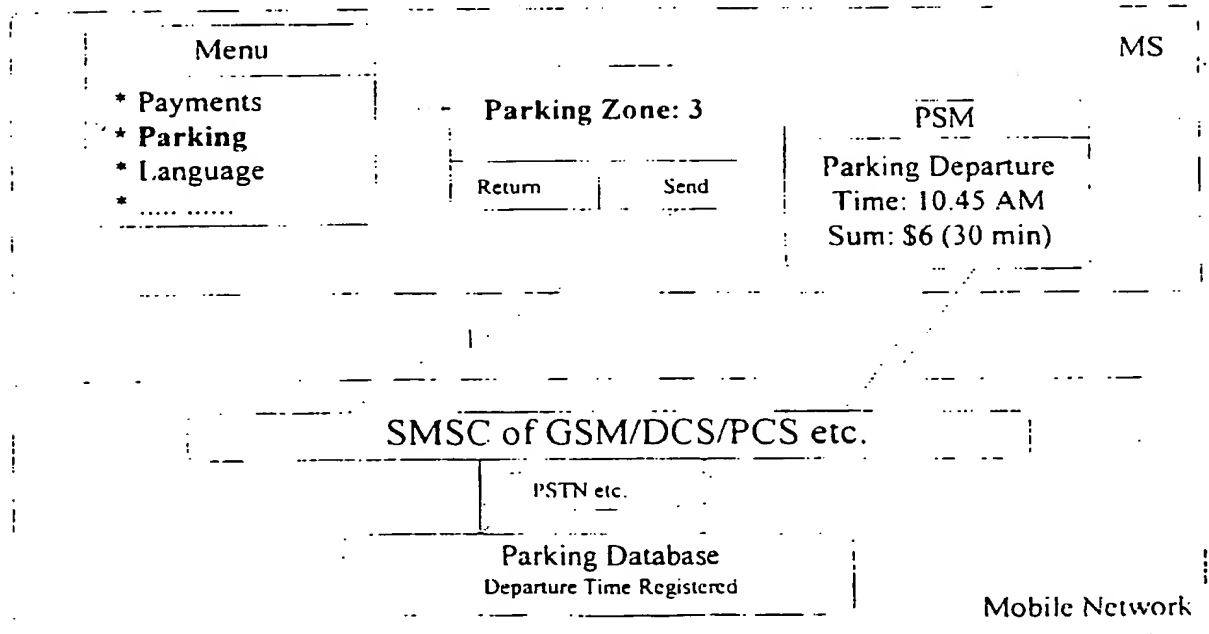 Menu
MS
* Payments
* Parking
* Language
* ..... ......
Parking Zone: 3
Return
Send
PSM
Parking Departure
Time: 10.45 AM
Sum: $6 (30 min)
SMSC of GSM/DCS/PCS etc.
PSTN etc.
Parking Database
Departure Time Registered
Mobile Network